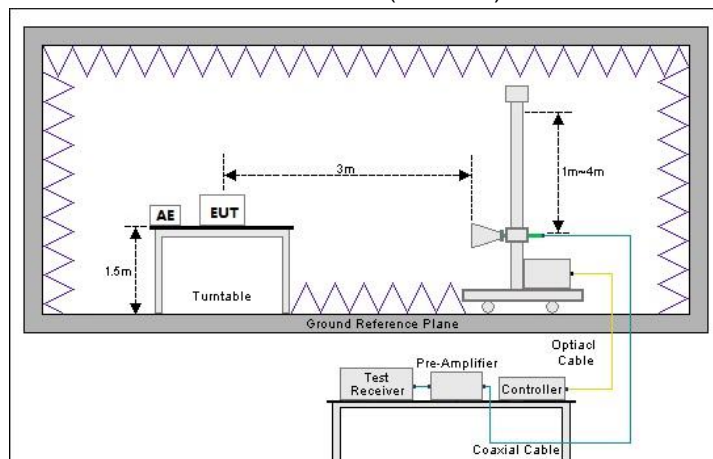 3m
1m~4m
AE
EUT
1.5m
Turntable
Ground Reference Plane
Optiacl
Cable
Pre-Amplifier
Test
Receiver
Controller
Coaxial Cable